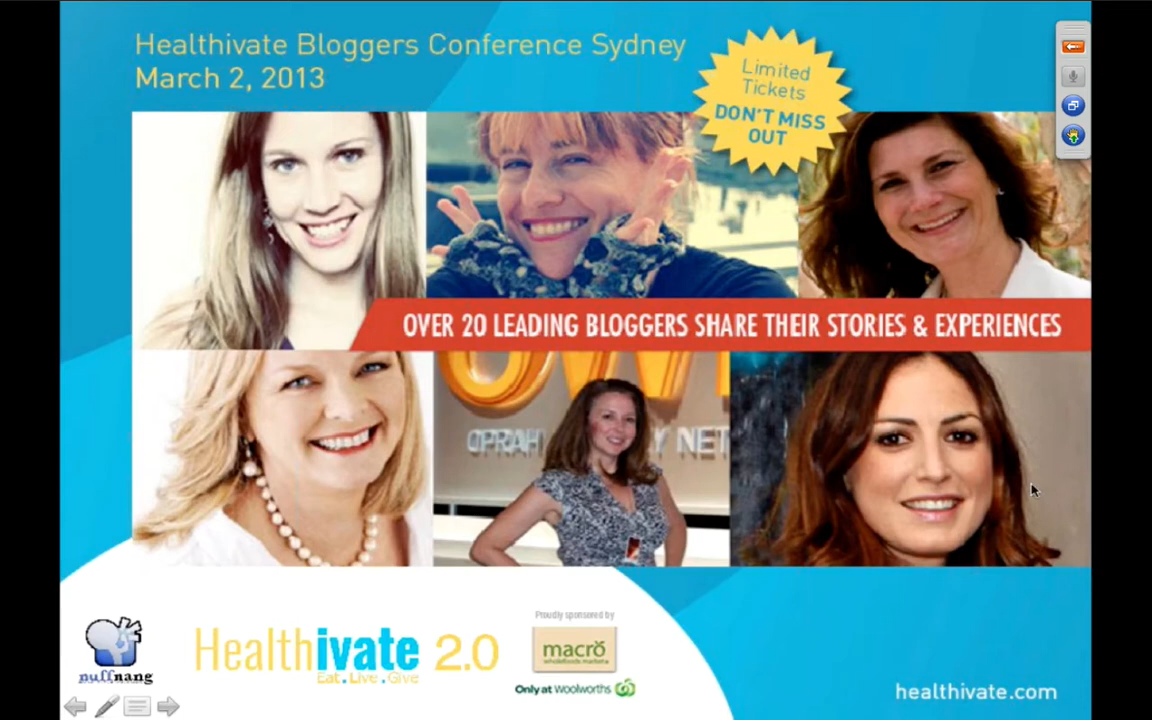 Healthivate Bloggers Conference Sydney
March 2, 2013
Limited
Tickets
DON'T MISS
OUT
OVER 20 LEADING BLOGGERS SHARE THEIR STORIES & EXPERIENCES
OWN
OPRAH Y NET
nuffnang
Healthivate 2.0
Eat.Live.Give
Proudly sponsored by
macro
wholefoods market
Only at WOOLWORTHS
healthivate.com